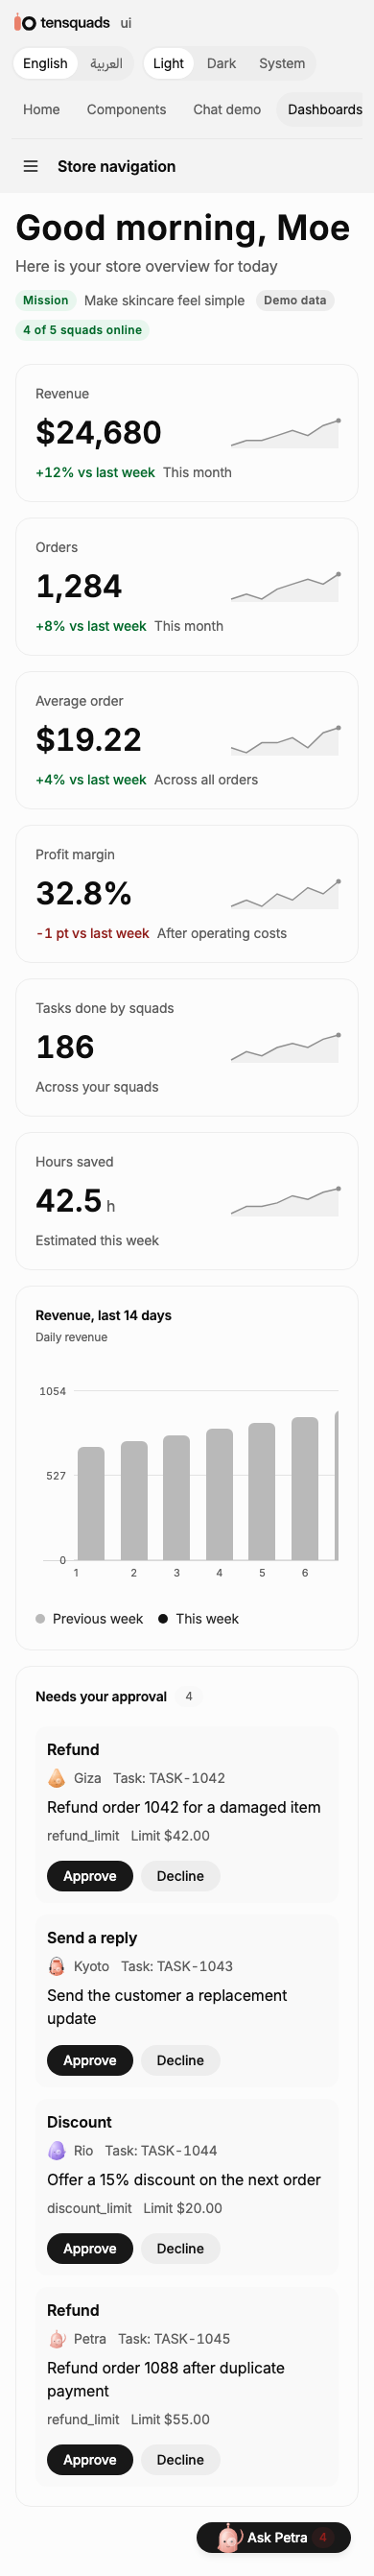 tensquads ui
English العربية Light Dark System
Home Components Chat demo Dashboards
Store navigation
Good morning, Moe
Here is your store overview for today
Mission Make skincare feel simple Demo data
4 of 5 squads online
Revenue
$24,680
+12% vs last week This month
Orders
1,284
+8% vs last week This month
Average order
$19.22
+4% vs last week Across all orders
Profit margin
32.8%
-1 pt vs last week After operating costs
Tasks done by squads
186
Across your squads
Hours saved
42.5 h
Estimated this week
Revenue, last 14 days
Daily revenue
1054
527
0
1 2 3 4 5 6
Previous week This week
Needs your approval 4
Refund
Giza Task: TASK-1042
Refund order 1042 for a damaged item
refund_limit Limit $42.00
Approve Decline
Send a reply
Kyoto Task: TASK-1043
Send the customer a replacement
update
Approve Decline
Discount
Rio Task: TASK-1044
Offer a 15% discount on the next order
discount_limit Limit $20.00
Approve Decline
Refund
Petra Task: TASK-1045
Refund order 1088 after duplicate
payment
refund_limit Limit $55.00
Approve Decline
Ask Petra 4